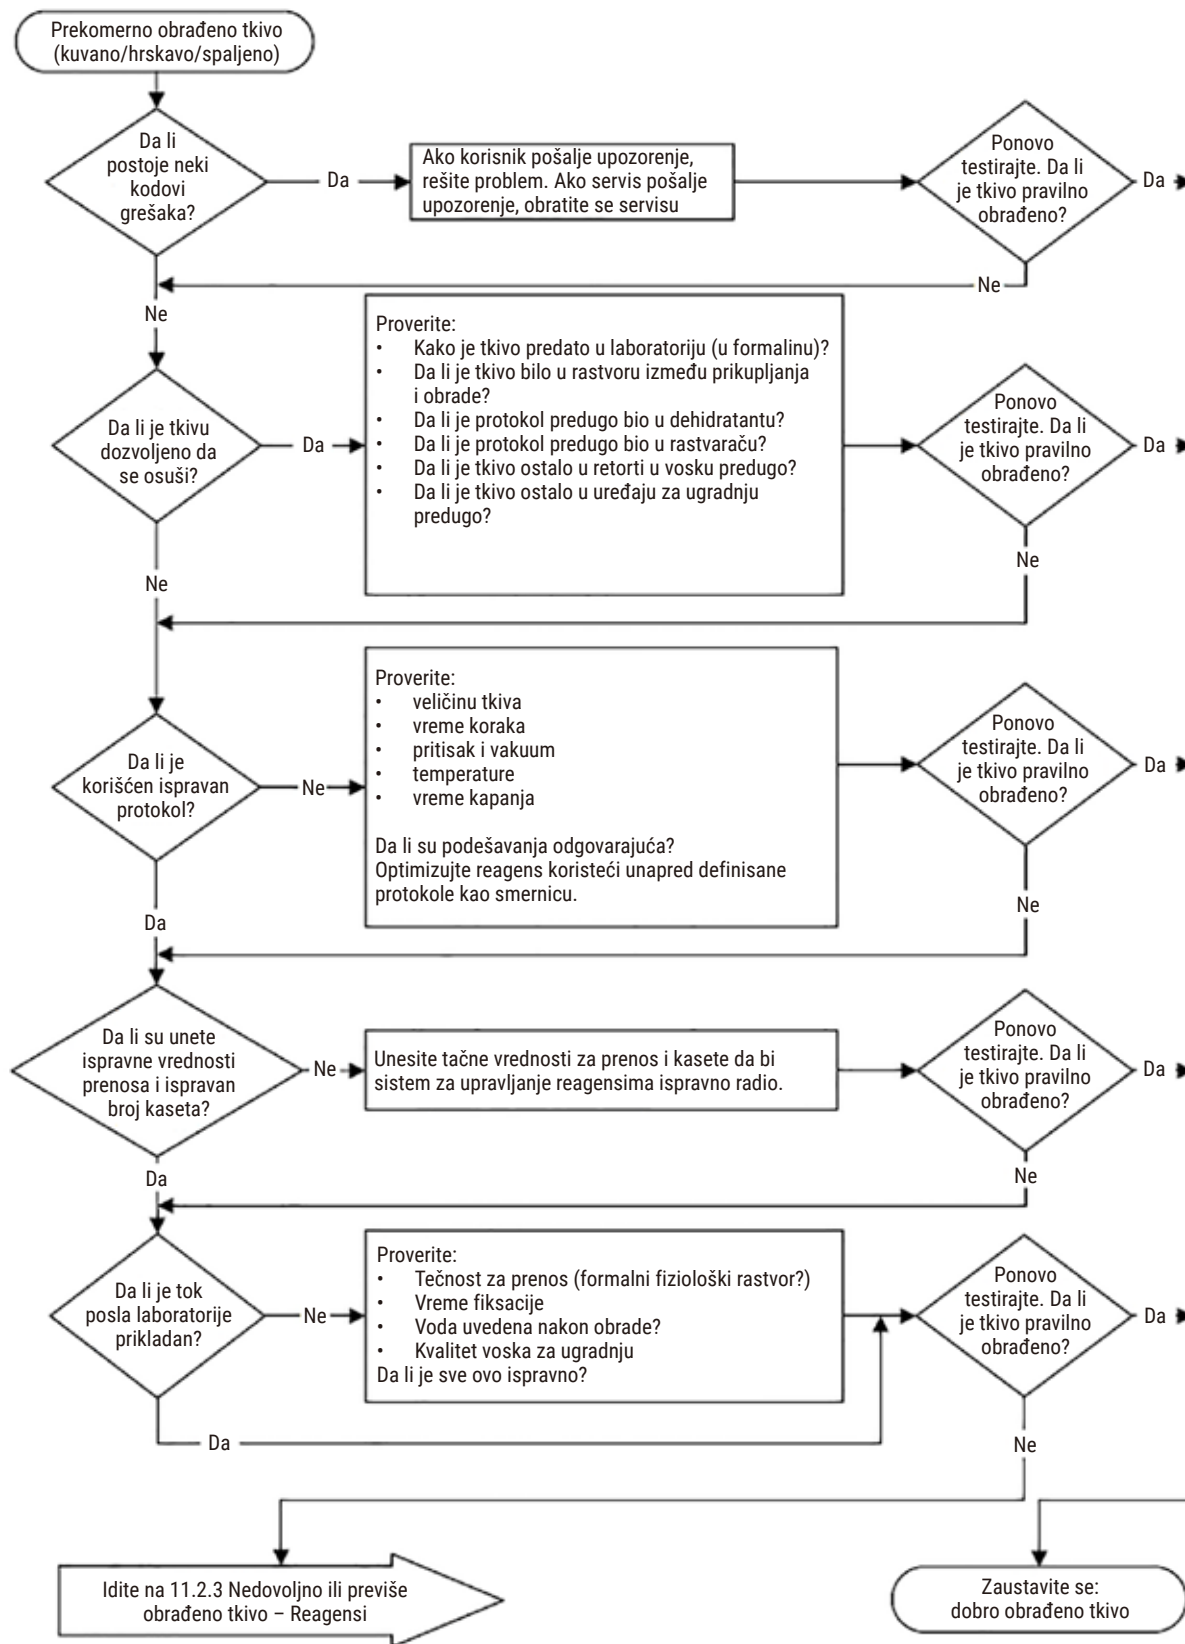 Prekomerno obrađeno tkivo
(kuvano/hrskavo/spaljeno)
Da li
postoje neki
kodovi
grešaka?
Da
Ako korisnik pošalje upozorenje,
rešite problem. Ako servis pošalje
upozorenje, obratite se servisu
Ponovo
testirajte. Da li
je tkivo pravilno
obrađeno?
Da
Ne
Ne
Da li je tkivu
dozvoljeno da
se osuši?
Da
Proverite:
• Kako je tkivo predato u laboratoriju (u formalinu)?
• Da li je tkivo bilo u rastvoru između prikupljanja
i obrade?
• Da li je protokol predugo bio u dehidratantu?
• Da li je protokol predugo bio u rastvaraču?
• Da li je tkivo ostalo u retorti u vosku predugo?
• Da li je tkivo ostalo u uređaju za ugradnju
predugo?
Ponovo
testirajte. Da li
je tkivo pravilno
obrađeno?
Da
Ne
Ne
Da li je
korišćen ispravan
protokol?
Ne
Proverite:
• veličinu tkiva
• vreme koraka
• pritisak i vakuum
• temperature
• vreme kapanja
Da li su podešavanja odgovarajuća?
Optimizujte reagens koristeći unapred definisane
protokole kao smernicu.
Ponovo
testirajte. Da li
je tkivo pravilno
obrađeno?
Da
Ne
Da
Da li su unete
ispravne vrednosti
prenosa i ispravan
broj kaseta?
Ne
Unesite tačne vrednosti za prenos i kasete da bi
sistem za upravljanje reagensima ispravno radio.
Ponovo
testirajte. Da li
je tkivo pravilno
obrađeno?
Da
Da
Ne
Da li je tok
posla laboratorije
prikladan?
Ne
Proverite:
• Tečnost za prenos (formalni fiziološki rastvor?)
• Vreme fiksacije
• Voda uvedena nakon obrade?
• Kvalitet voska za ugradnju
Da li je sve ovo ispravno?
Ponovo
testirajte. Da li
je tkivo pravilno
obrađeno?
Da
Da
Ne
Idite na 11.2.3 Nedovoljno ili previše
obrađeno tkivo – Reagensi
Zaustavite se:
dobro obrađeno tkivo